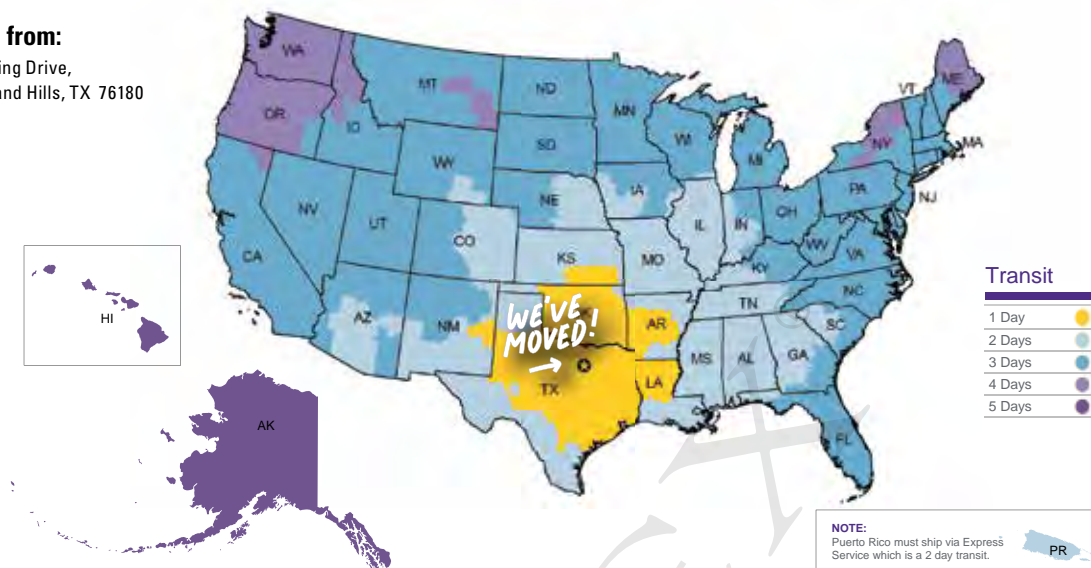 from:
ing Drive,
and Hills, TX 76180
WA
OR
ID
MT
ND
MN
WI
MI
VT
ME
NY
MA
SD
WY
IA
NE
PA
NJ
NV
UT
CO
IL
IN
OH
WV
VA
CA
KS
MO
KY
NC
TN
SC
AZ
NM
WE'VE
MOVED!
AR
MS
AL
GA
LA
TX
FL
HI
AK
Transit
1 Day
2 Days
3 Days
4 Days
5 Days
NOTE:
Puerto Rico must ship via Express
Service which is a 2 day transit.
PR